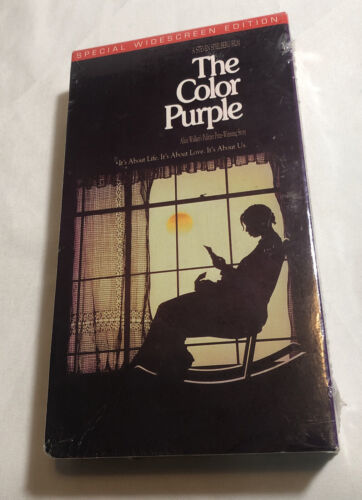 SPECIAL WIDESCREEN EDITION
A STEVEN SPIELBERG FILM
The
Color
Purple
Alice Walker's Pulitzer Prize-Winning Story
It's About Life. It's About Love. It's About Us.